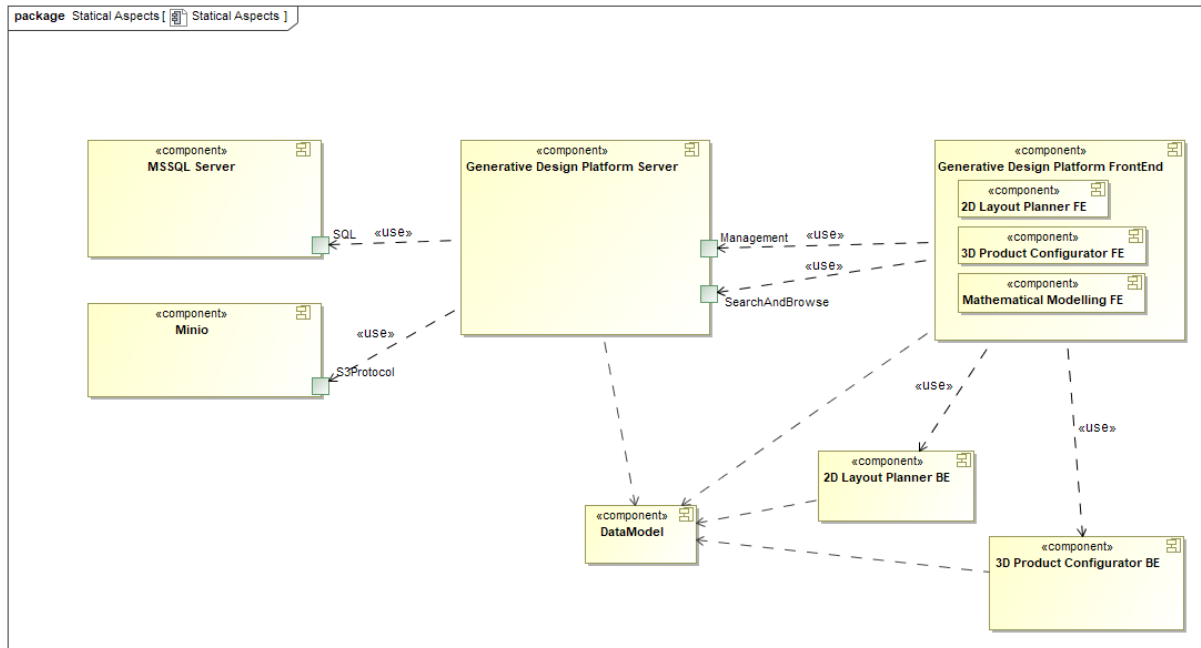 package Statical Aspects [ Statical Aspects ]
«component»
MSSQL Server
SQL
«use»
«component»
Minio
«use»
S3Protocol
«component»
Generative Design Platform Server
Management
«use»
«use»
SearchAndBrowse
«component»
Generative Design Platform FrontEnd
«component»
2D Layout Planner FE
«component»
3D Product Configurator FE
«component»
Mathematical Modelling FE
«use»
«use»
«component»
2D Layout Planner BE
«component»
DataModel
«component»
3D Product Configurator BE